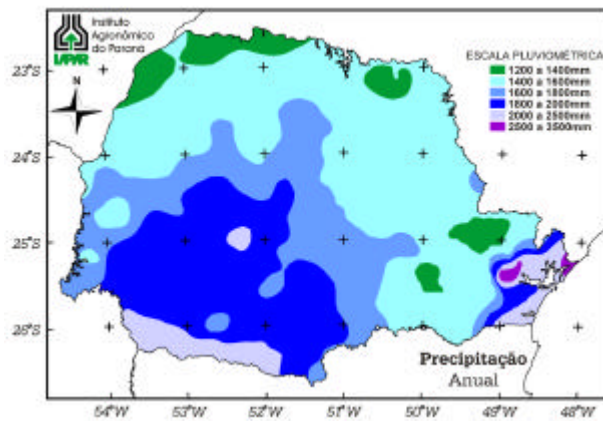 Instituto
Agronômico
do Paraná
IAPAR
N
ESCALA PLUVIOMÉTRICA
1200 a 1400mm
1400 a 1600mm
1600 a 1800mm
1800 a 2000mm
2000 a 2500mm
2500 a 3500mm
23°S
24°S
25°S
26°S
Precipitação
Anual
54°W 53°W 52°W 51°W 50°W 49°W 48°W